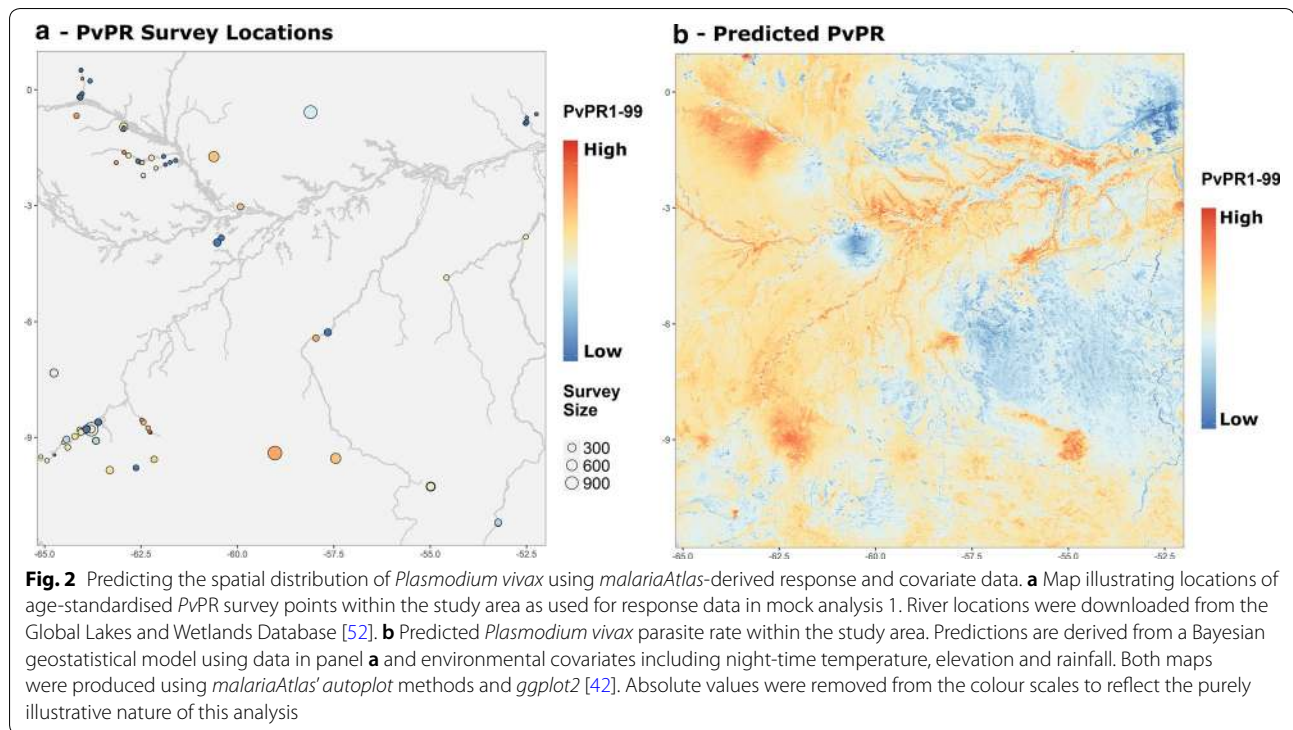 a - PvPR Survey Locations
0
-3
-6
-9
-65.0
-62.5
-60.0
-57.5
-55.0
-52.5
PvPR1-99
High
Low
Survey
Size
300
600
900
b - Predicted PvPR
0
-3
-6
-9
-65.0
-62.5
-60.0
-57.5
-55.0
-52.5
PvPR1-99
High
Low
Fig. 2 Predicting the spatial distribution of Plasmodium vivax using malariaAtlas-derived response and covariate data. a Map illustrating locations of
age-standardised PvPR survey points within the study area as used for response data in mock analysis 1. River locations were downloaded from the
Global Lakes and Wetlands Database [52]. b Predicted Plasmodium vivax parasite rate within the study area. Predictions are derived from a Bayesian
geostatistical model using data in panel a and environmental covariates including night-time temperature, elevation and rainfall. Both maps
were produced using malariaAtlas' autoplot methods and ggplot2 [42]. Absolute values were removed from the colour scales to reflect the purely
illustrative nature of this analysis